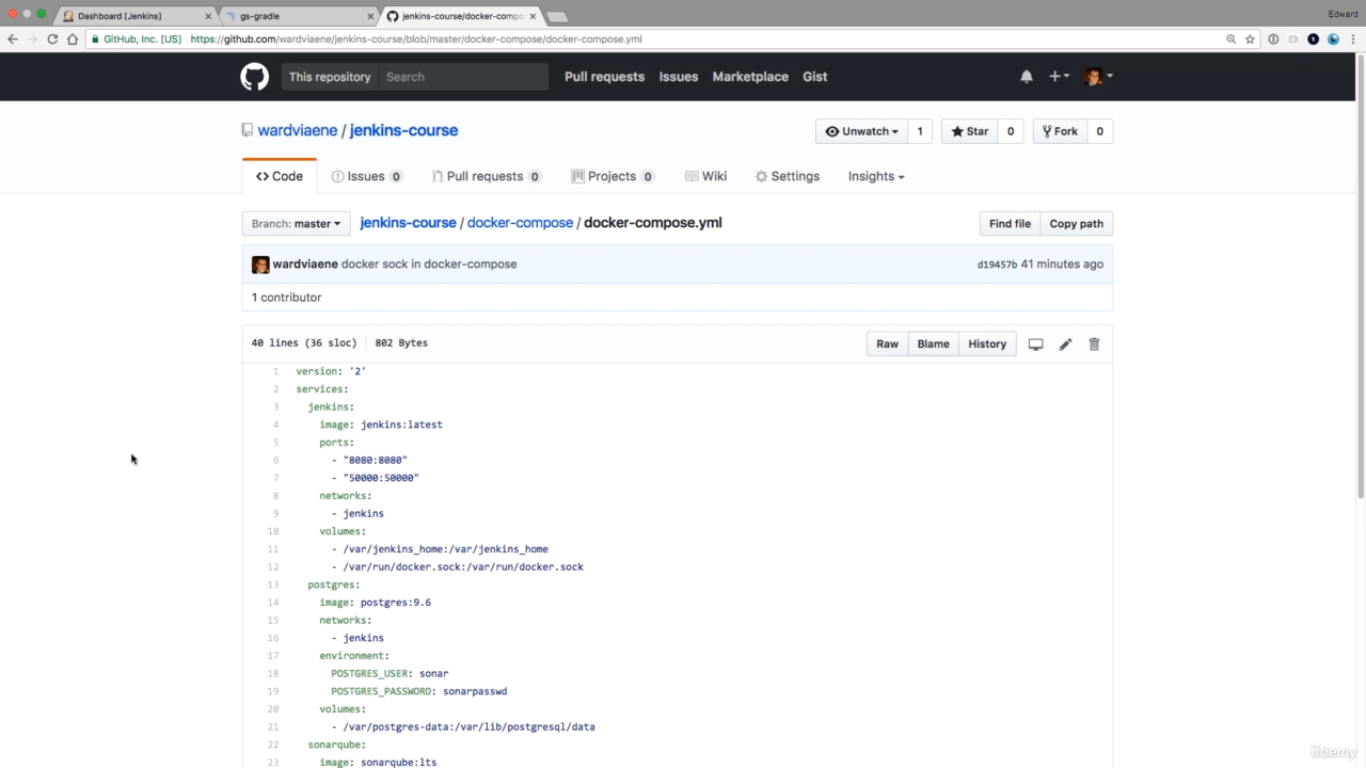 Dashboard [Jenkins]
gs-gradle
jenkins-course/docker-compo
Edward
GitHub, Inc. [US]
https://github.com/wardviaene/jenkins-course/blob/master/docker-compose/docker-compose.yml
This repository
Search
Pull requests
Issues
Marketplace
Gist
wardviaene / jenkins-course
Unwatch
1
Star
0
Fork
0
Code
Issues 0
Pull requests 0
Projects 0
Wiki
Settings
Insights
Branch: master
jenkins-course / docker-compose / docker-compose.yml
Find file
Copy path
wardviaene docker sock in docker-compose
d19457b 41 minutes ago
1 contributor
40 lines (36 sloc)
802 Bytes
Raw
Blame
History
1 version: '2'
2 services:
3 jenkins:
4 image: jenkins:latest
5 ports:
6 - "8080:8080"
7 - "50000:50000"
8 networks:
9 - jenkins
10 volumes:
11 - /var/jenkins_home:/var/jenkins_home
12 - /var/run/docker.sock:/var/run/docker.sock
13 postgres:
14 image: postgres:9.6
15 networks:
16 - jenkins
17 environment:
18 POSTGRES_USER: sonar
19 POSTGRES_PASSWORD: sonarpasswd
20 volumes:
21 - /var/postgres-data:/var/lib/postgresql/data
22 sonarqube:
23 image: sonarqube:lts
ûdemy